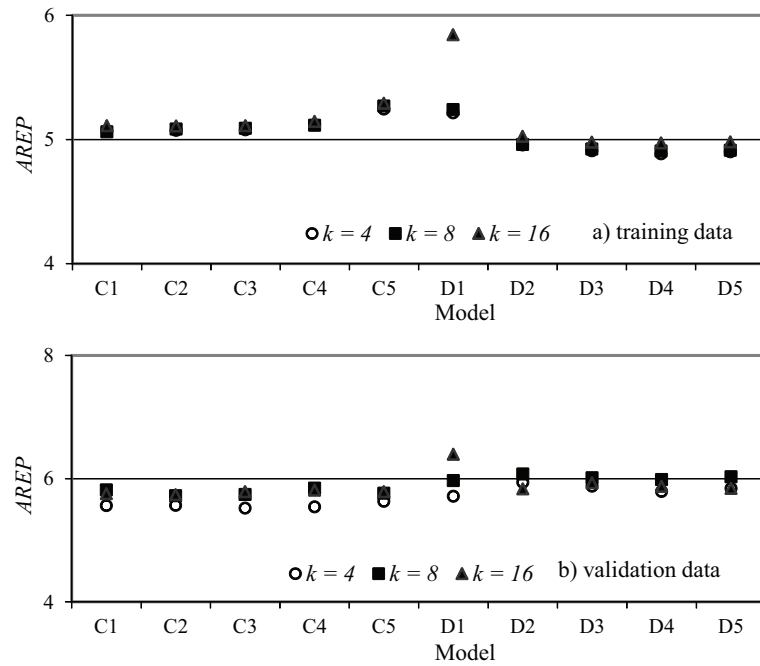 6
5
4
AREP
k = 4 k = 8 k = 16 a) training data
C1 C2 C3 C4 C5 D1 D2 D3 D4 D5
Model
8
6
4
AREP
k = 4 k = 8 k = 16 b) validation data
C1 C2 C3 C4 C5 D1 D2 D3 D4 D5
Model